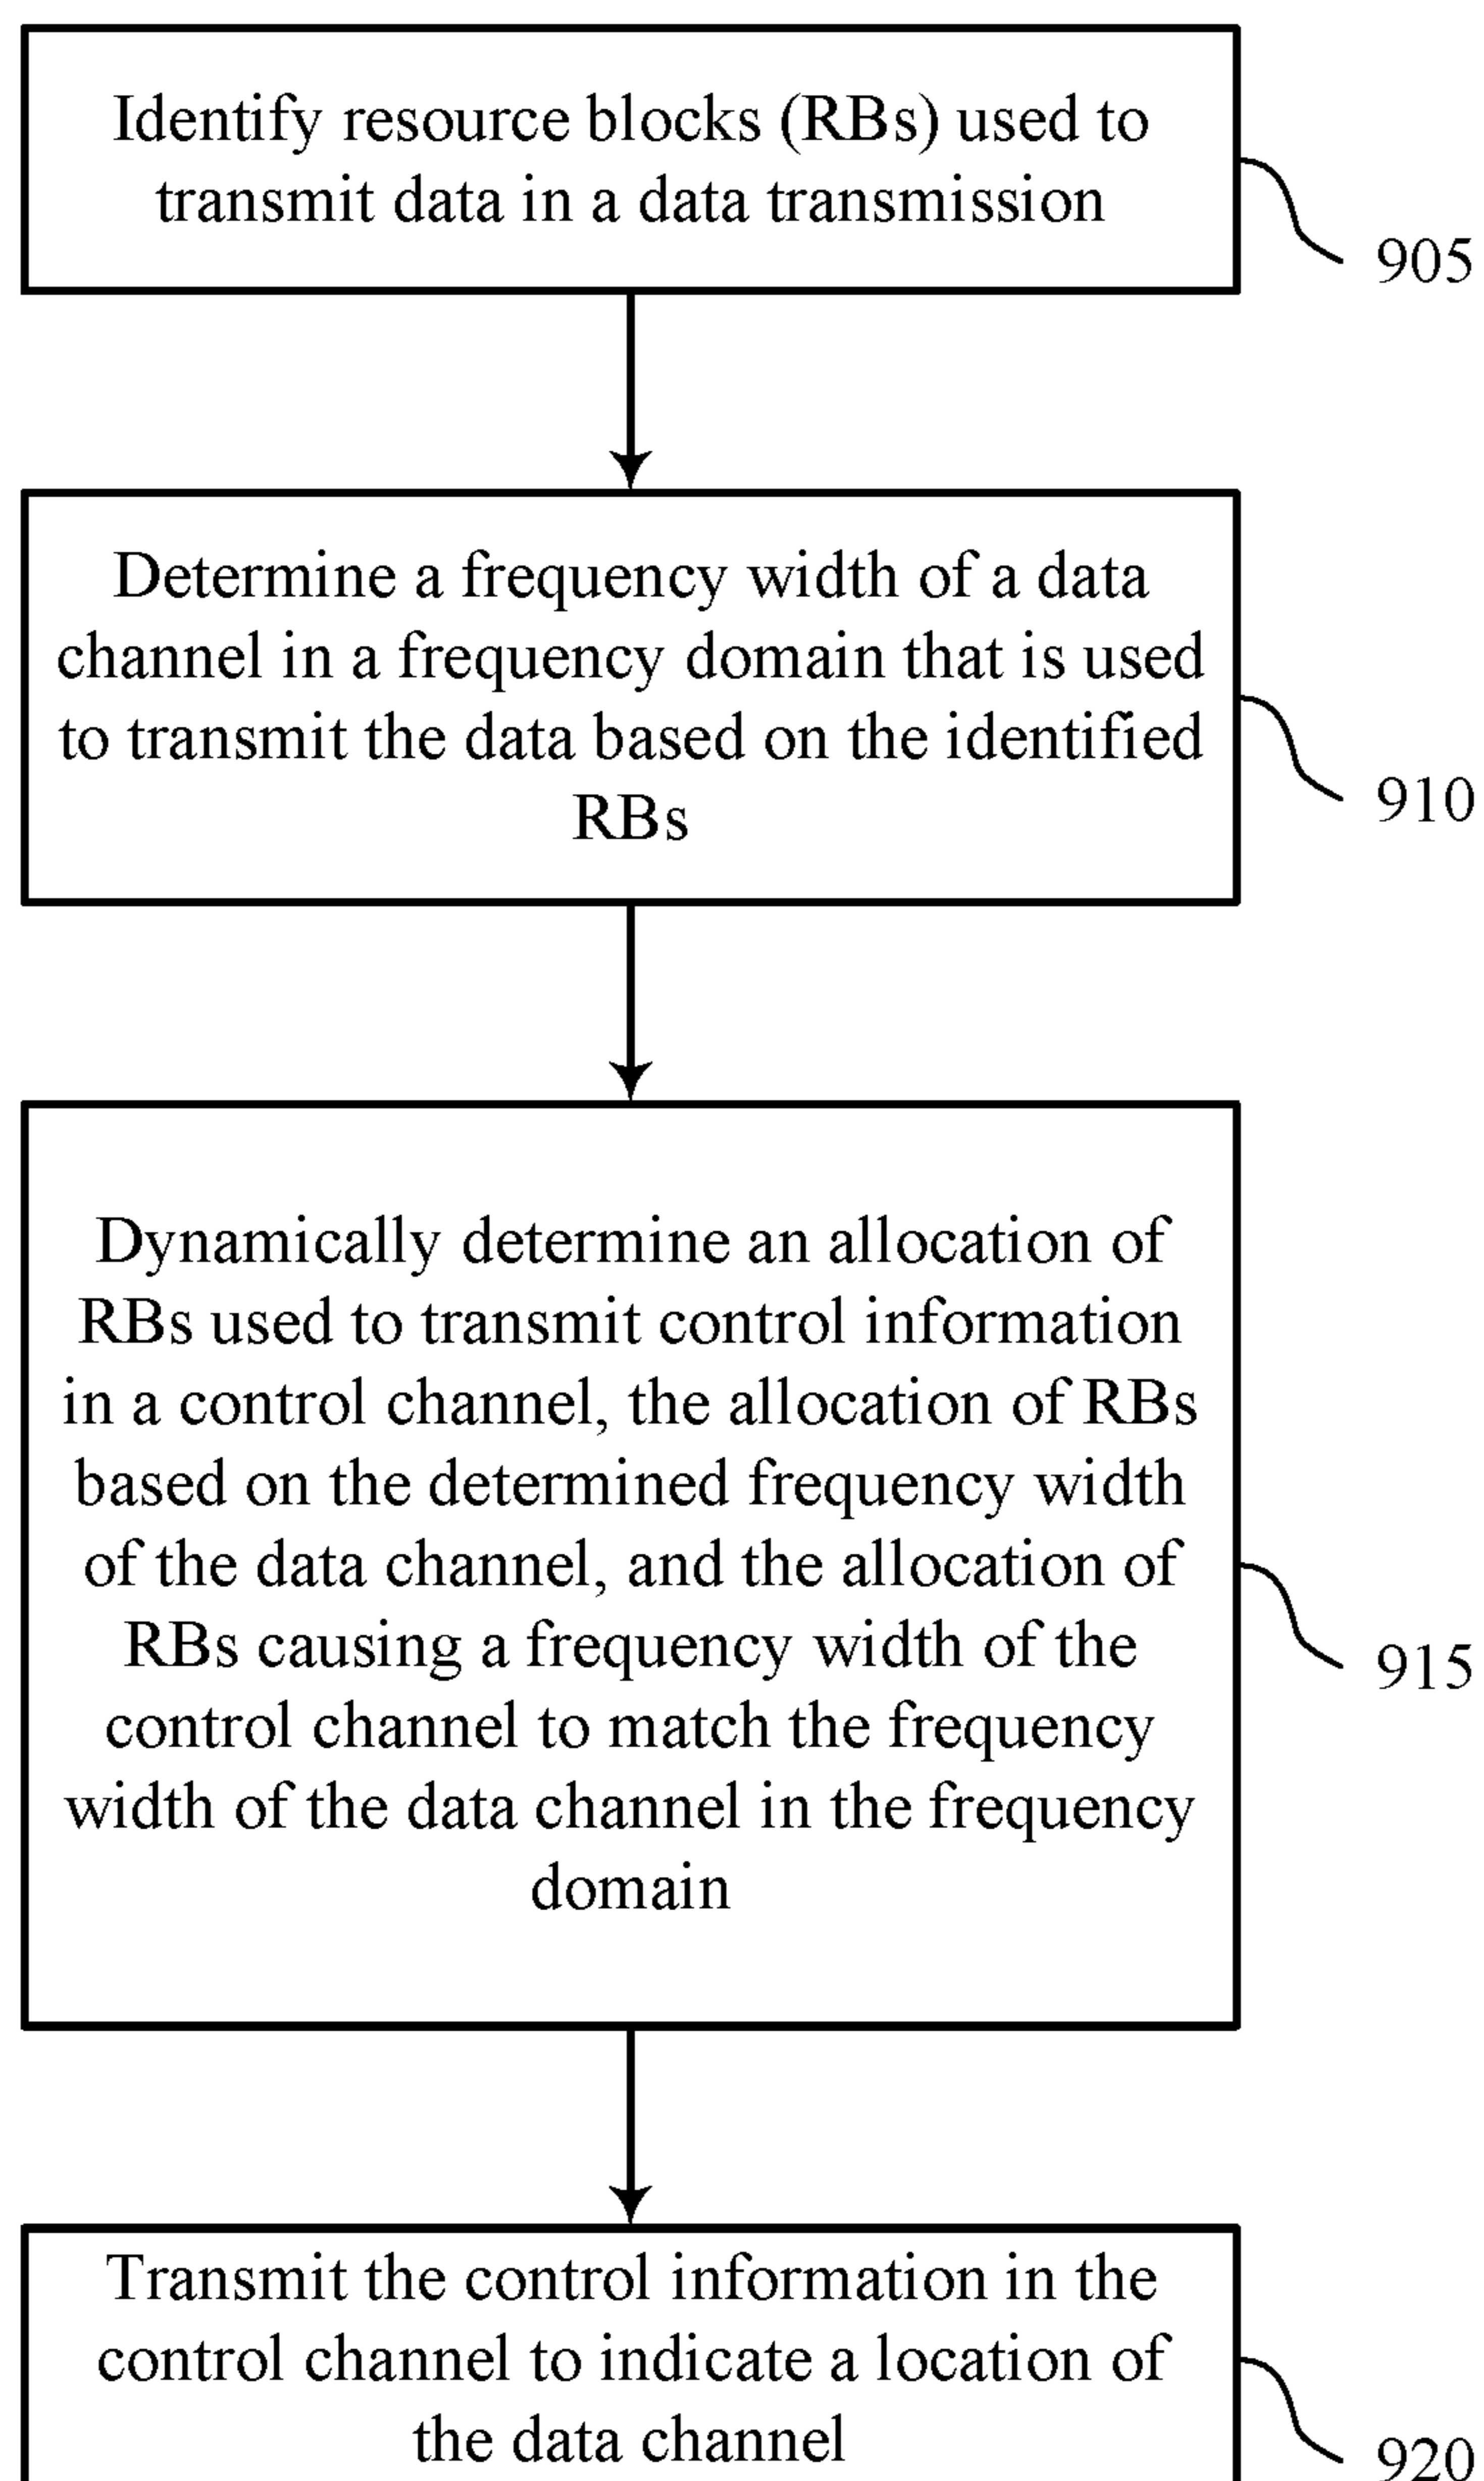 Identify resource blocks (RBs) used to
transmit data in a data transmission
905
Determine a frequency width of a data
channel in a frequency domain that is used
to transmit the data based on the identified
RBs
910
Dynamically determine an allocation of
RBs used to transmit control information
in a control channel, the allocation of RBs
based on the determined frequency width
of the data channel, and the allocation of
RBs causing a frequency width of the
control channel to match the frequency
width of the data channel in the frequency
domain
915
Transmit the control information in the
control channel to indicate a location of
the data channel
920